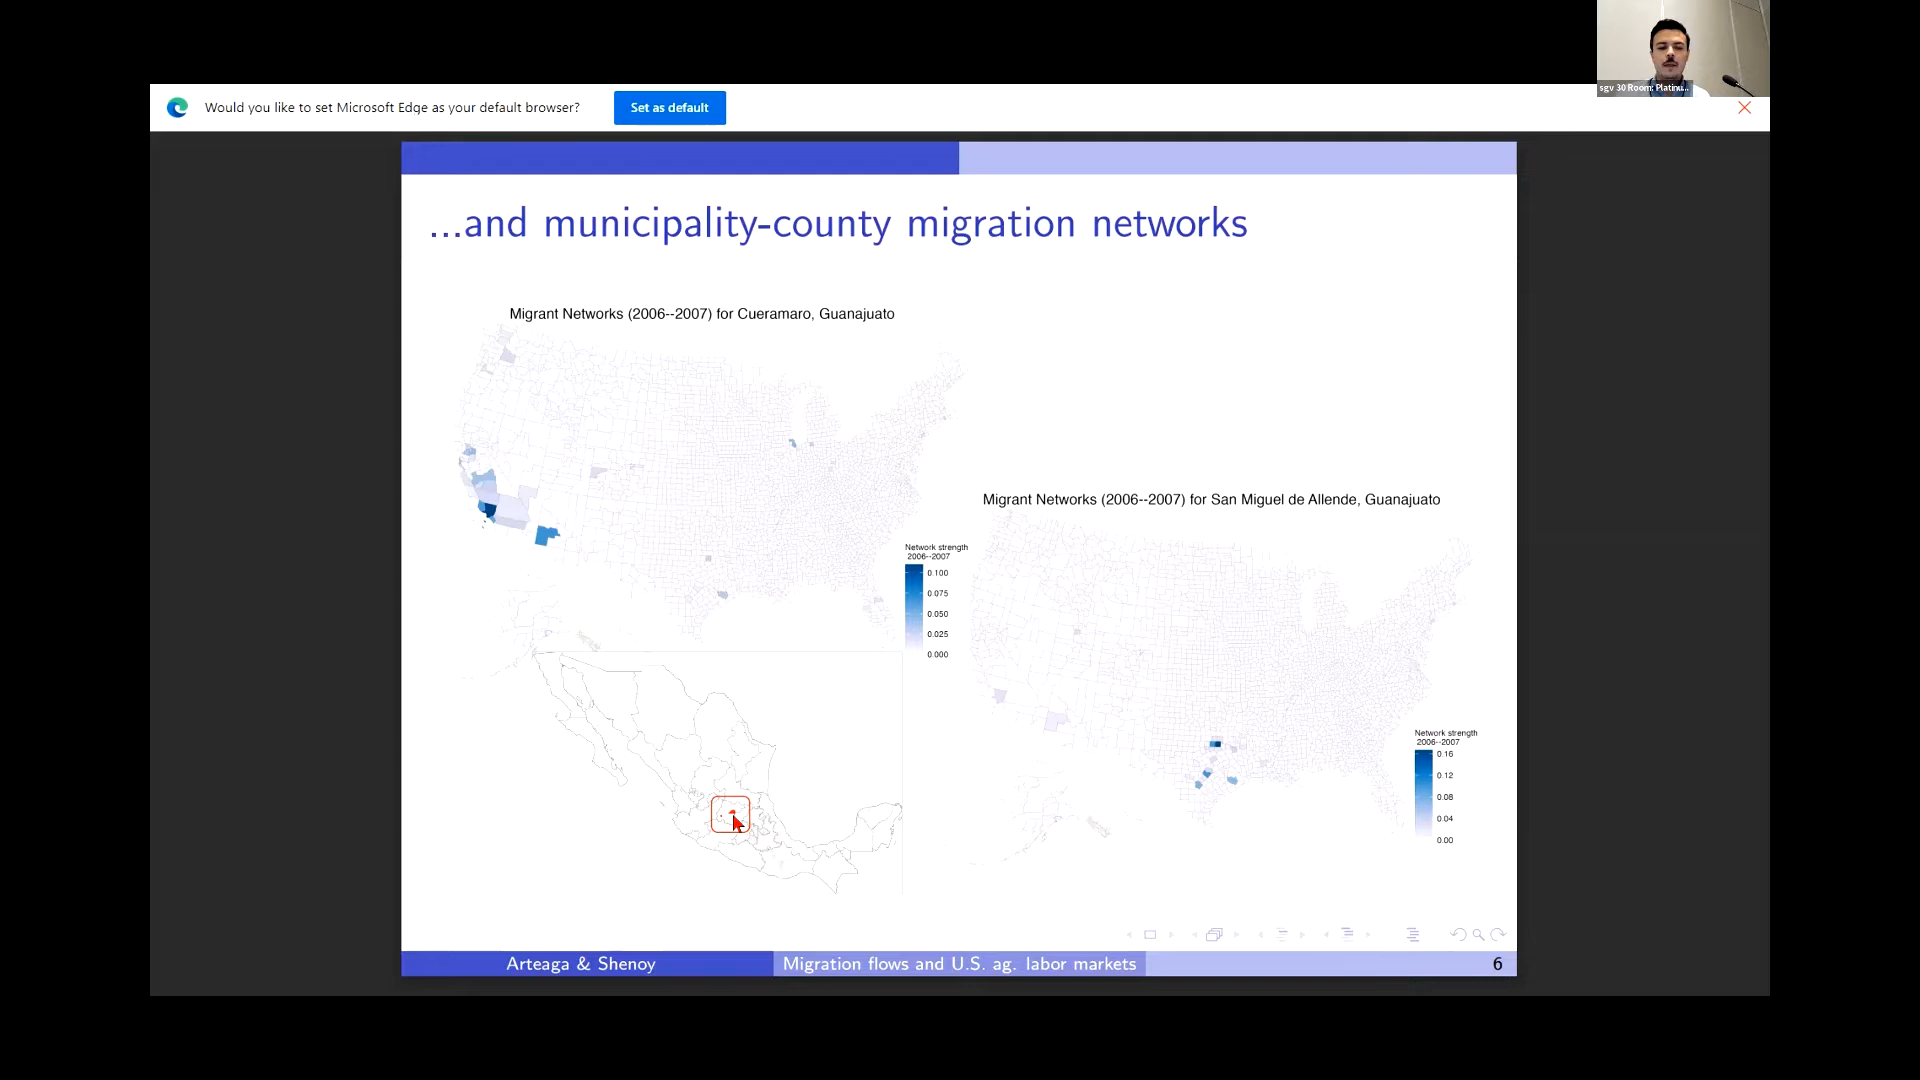 sgv 30 Room: Platinu...
Would you like to set Microsoft Edge as your default browser?
Set as default
...and municipality-county migration networks
Migrant Networks (2006--2007) for Cueramaro, Guanajuato
Network strength
2006--2007
0.100
0.075
0.050
0.025
0.000
Migrant Networks (2006--2007) for San Miguel de Allende, Guanajuato
Network strength
2006--2007
0.16
0.12
0.08
0.04
0.00
Arteaga & Shenoy
Migration flows and U.S. ag. labor markets
6